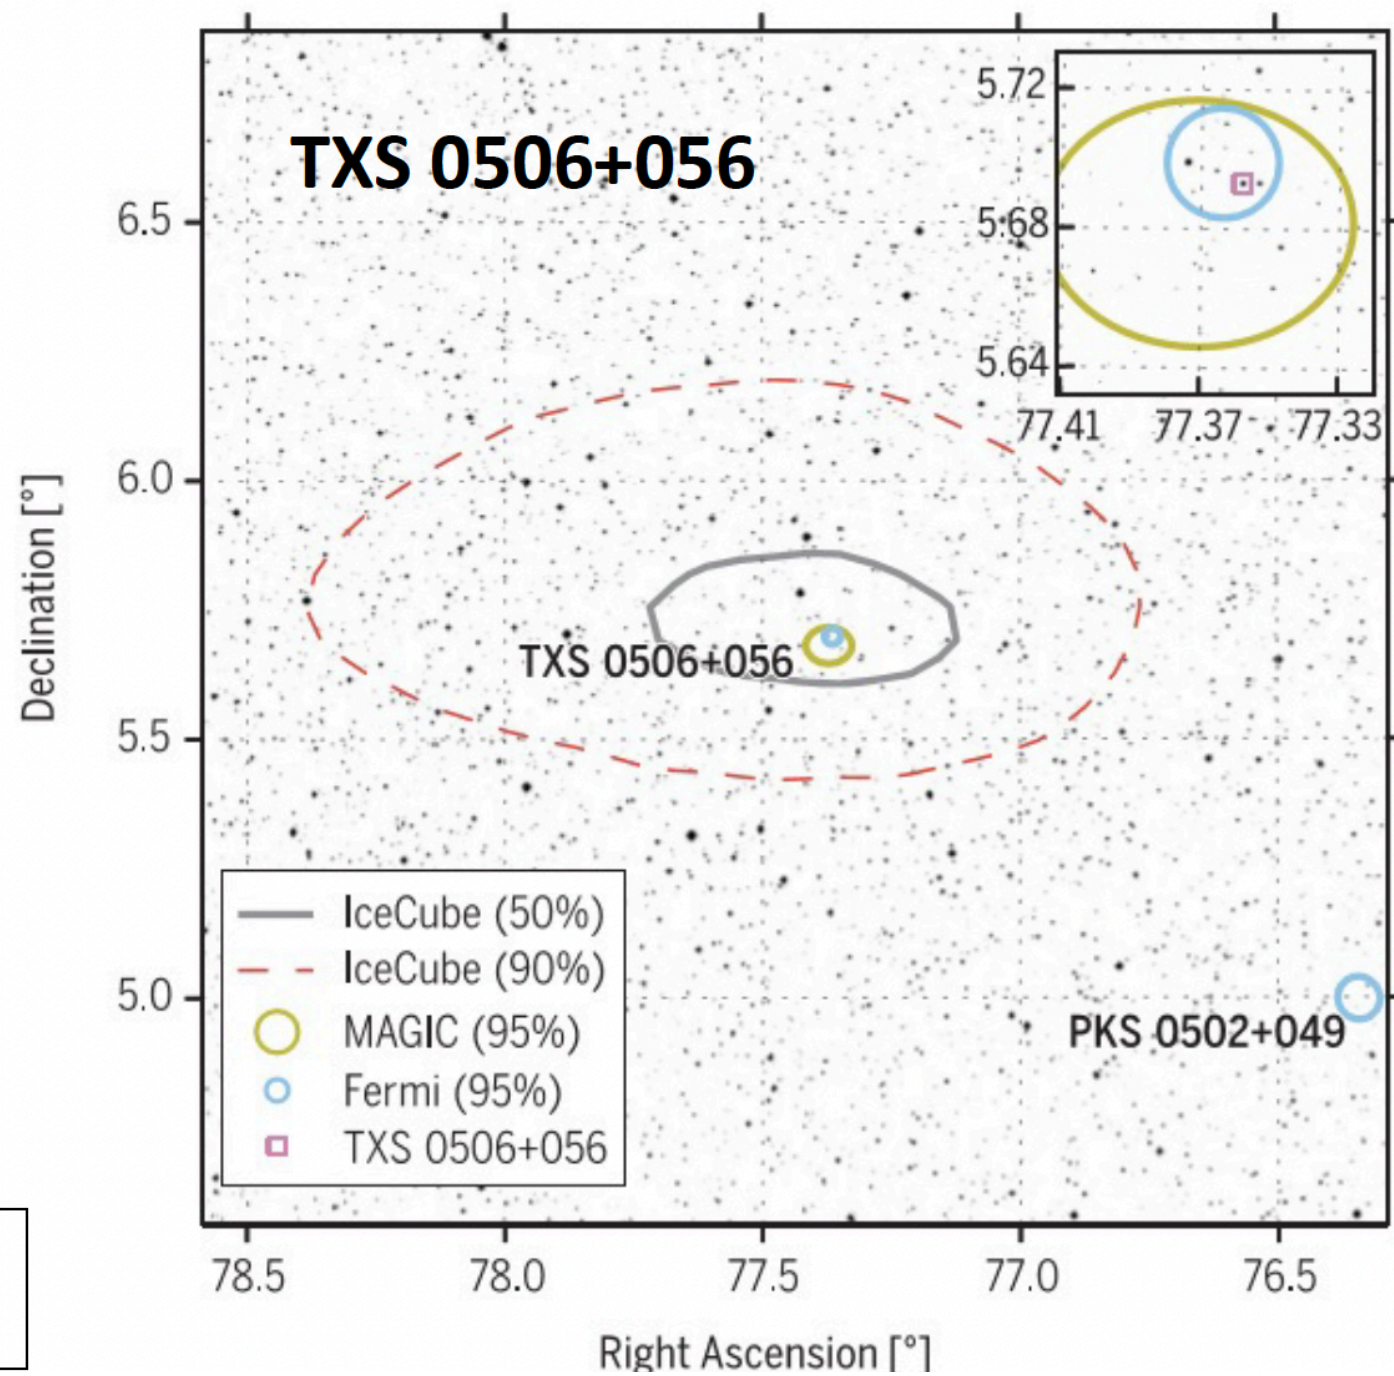 TXS 0506+056
5.72
5.68
5.64
77.41 77.37 77.33
6.5
6.0
5.5
5.0
Declination [°]
TXS 0506+056
PKS 0502+049
IceCube (50%)
IceCube (90%)
MAGIC (95%)
Fermi (95%)
TXS 0506+056
78.5 78.0 77.5 77.0 76.5
Right Ascension [°]